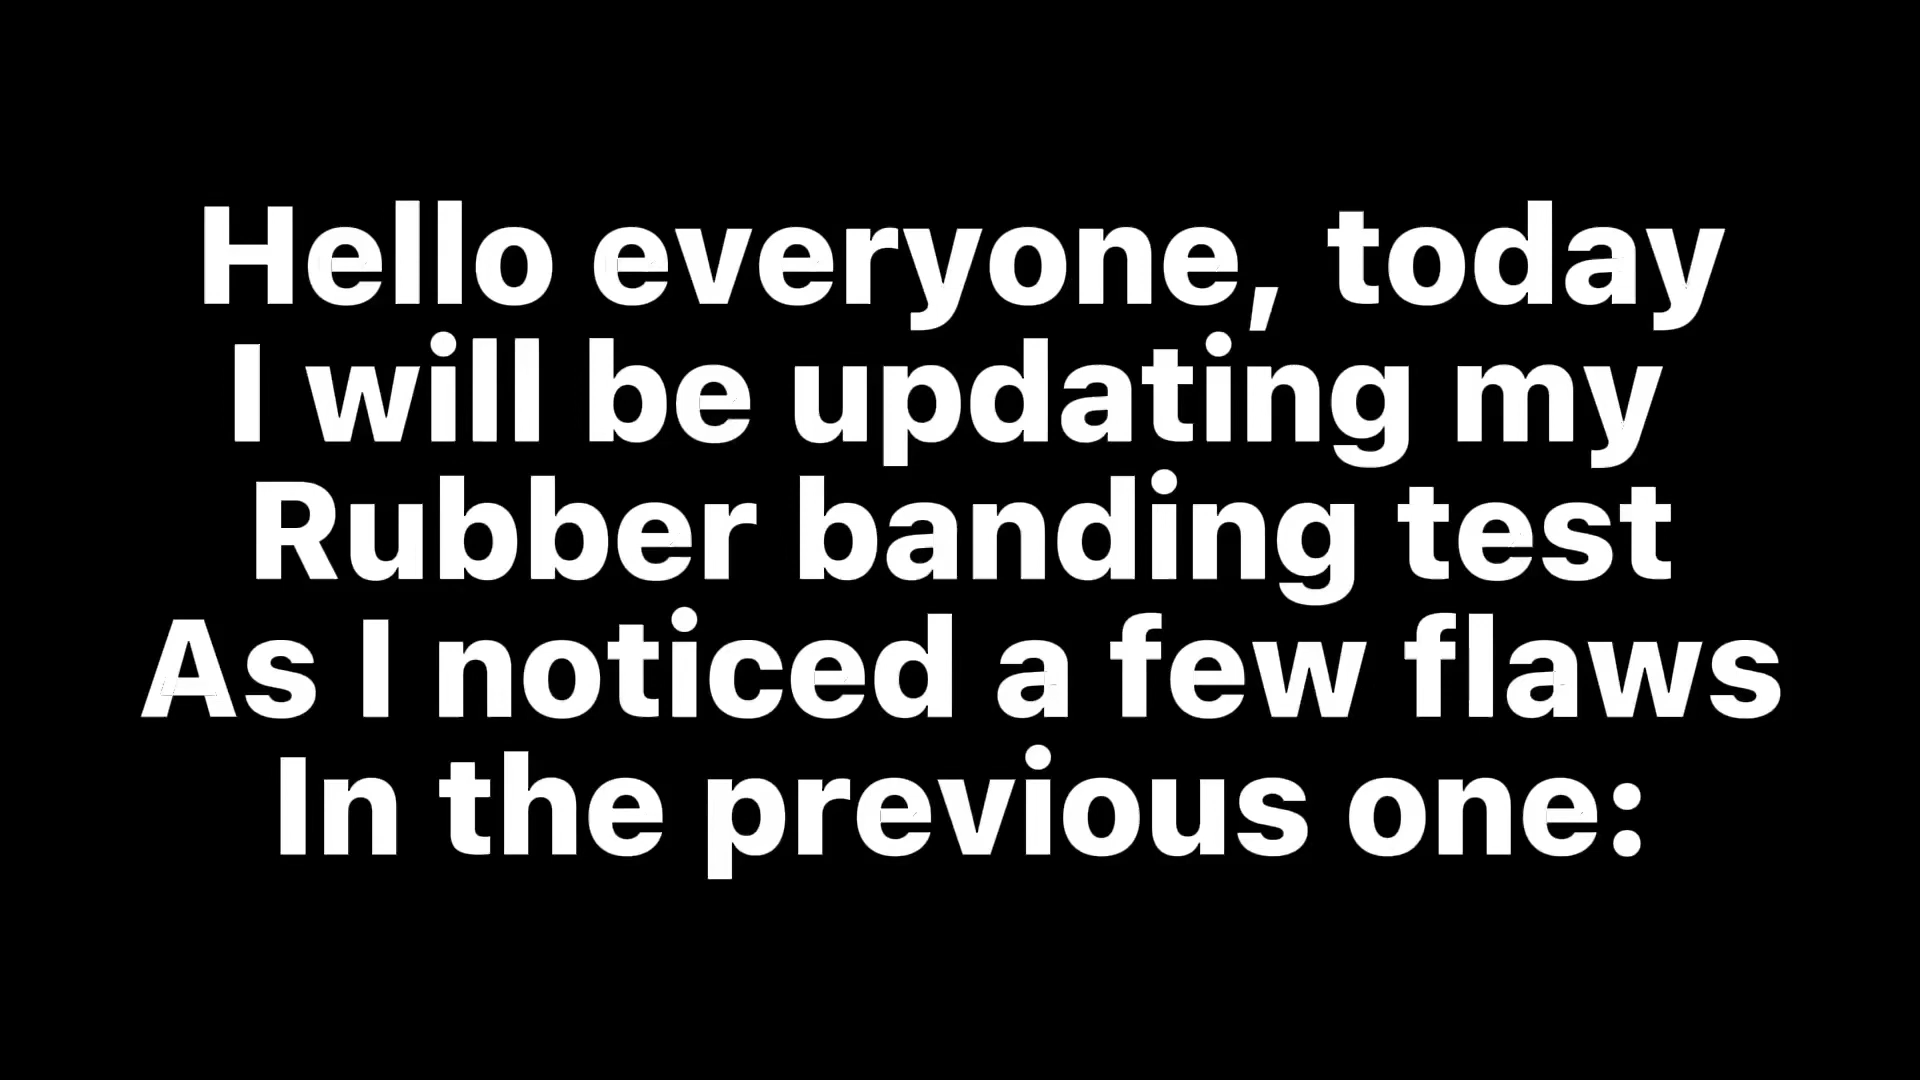 Hello everyone, today
I will be updating my
Rubber banding test
As I noticed a few flaws
In the previous one: